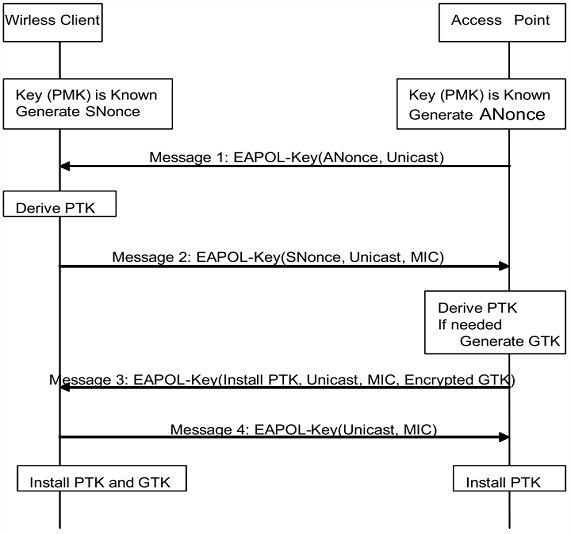 Wirless Client
Access Point
Key (PMK) is Known
Generate SNonce
Key (PMK) is Known
Generate ANonce
Message 1: EAPOL-Key(ANonce, Unicast)
Derive PTK
Message 2: EAPOL-Key(SNonce, Unicast, MIC)
Derive PTK
If needed
Generate GTK
Message 3: EAPOL-Key(Install PTK, Unicast, MIC, Encrypted GTK)
Message 4: EAPOL-Key(Unicast, MIC)
Install PTK and GTK
Install PTK